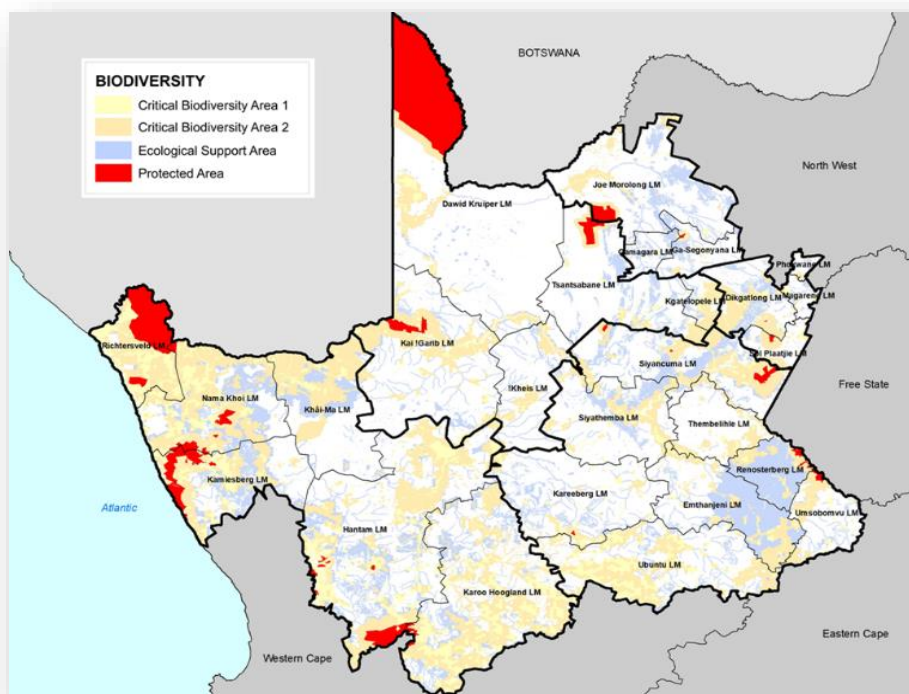 BOTSWANA
BIODIVERSITY
Critical Biodiversity Area 1
Critical Biodiversity Area 2
Ecological Support Area
Protected Area
North West
Joe Morolong LM
Dawid Kruiper LM
Gamagara LM
Ga-Segonyana LM
Phokwane LM
Tsantsabane LM
Kgatelopele LM
Dikgatlong LM
Magareng LM
Richtersveld LM
Kai !Garib LM
Sol Plaatjie LM
Siyancuma LM
Free State
Nama Khoi LM
Khâi-Ma LM
!Kheis LM
Siyathemba LM
Thembelihle LM
Renosterberg LM
Kamiesberg LM
Kareeberg LM
Emthanjeni LM
Umsobomvu LM
Atlantic
Hantam LM
Ubuntu LM
Karoo Hoogland LM
Eastern Cape
Western Cape